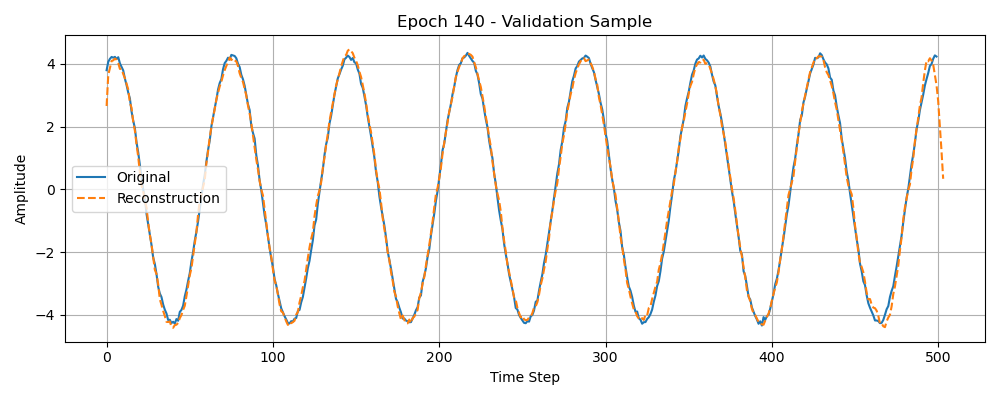 Epoch 140 - Validation Sample
Amplitude
4
2
0
−2
−4
Original
Reconstruction
0
100
200
300
400
500
Time Step